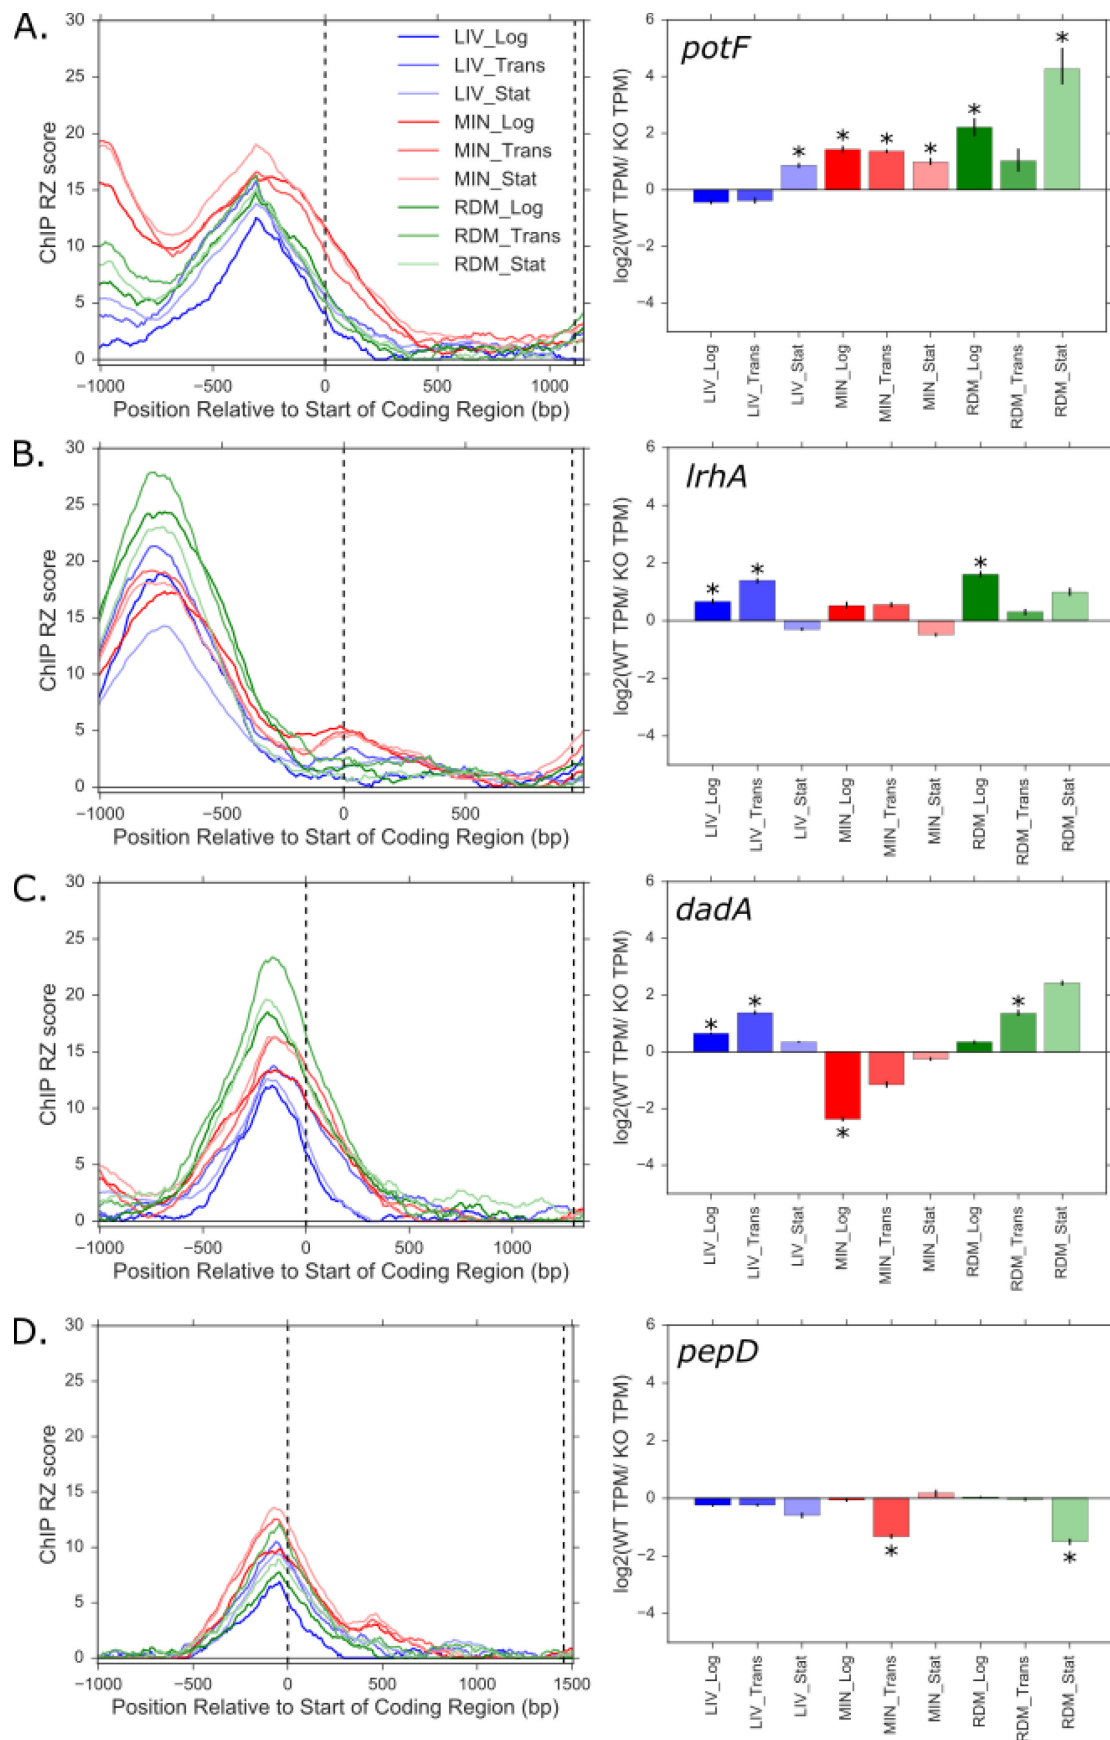 A.
30
25
20
15
10
5
0
ChIP RZ score
LIV_Log
LIV_Trans
LIV_Stat
MIN_Log
MIN_Trans
MIN_Stat
RDM_Log
RDM_Trans
RDM_Stat
−1000 −500 0 500 1000
Position Relative to Start of Coding Region (bp)
potF
6
4
2
0
−2
−4
log2(WT TPM/ KO TPM)
* * * * * *
LIV_Log LIV_Trans LIV_Stat MIN_Log MIN_Trans MIN_Stat RDM_Log RDM_Trans RDM_Stat
B.
30
25
20
15
10
5
0
ChIP RZ score
−1000 −500 0 500
Position Relative to Start of Coding Region (bp)
lrhA
6
4
2
0
−2
−4
log2(WT TPM/ KO TPM)
* * *
LIV_Log LIV_Trans LIV_Stat MIN_Log MIN_Trans MIN_Stat RDM_Log RDM_Trans RDM_Stat
C.
30
25
20
15
10
5
0
ChIP RZ score
−1000 −500 0 500 1000
Position Relative to Start of Coding Region (bp)
dadA
6
4
2
0
−2
−4
log2(WT TPM/ KO TPM)
* * * *
LIV_Log LIV_Trans LIV_Stat MIN_Log MIN_Trans MIN_Stat RDM_Log RDM_Trans RDM_Stat
D.
30
25
20
15
10
5
0
ChIP RZ score
−1000 −500 0 500 1000 1500
Position Relative to Start of Coding Region (bp)
pepD
6
4
2
0
−2
−4
log2(WT TPM/ KO TPM)
* *
LIV_Log LIV_Trans LIV_Stat MIN_Log MIN_Trans MIN_Stat RDM_Log RDM_Trans RDM_Stat